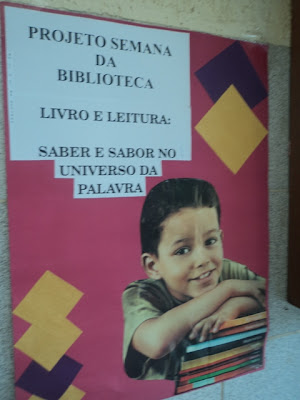 PROJETO SEMANA
DA
BIBLIOTECA
LIVRO E LEITURA:
SABER E SABOR NO
UNIVERSO DA
PALAVRA